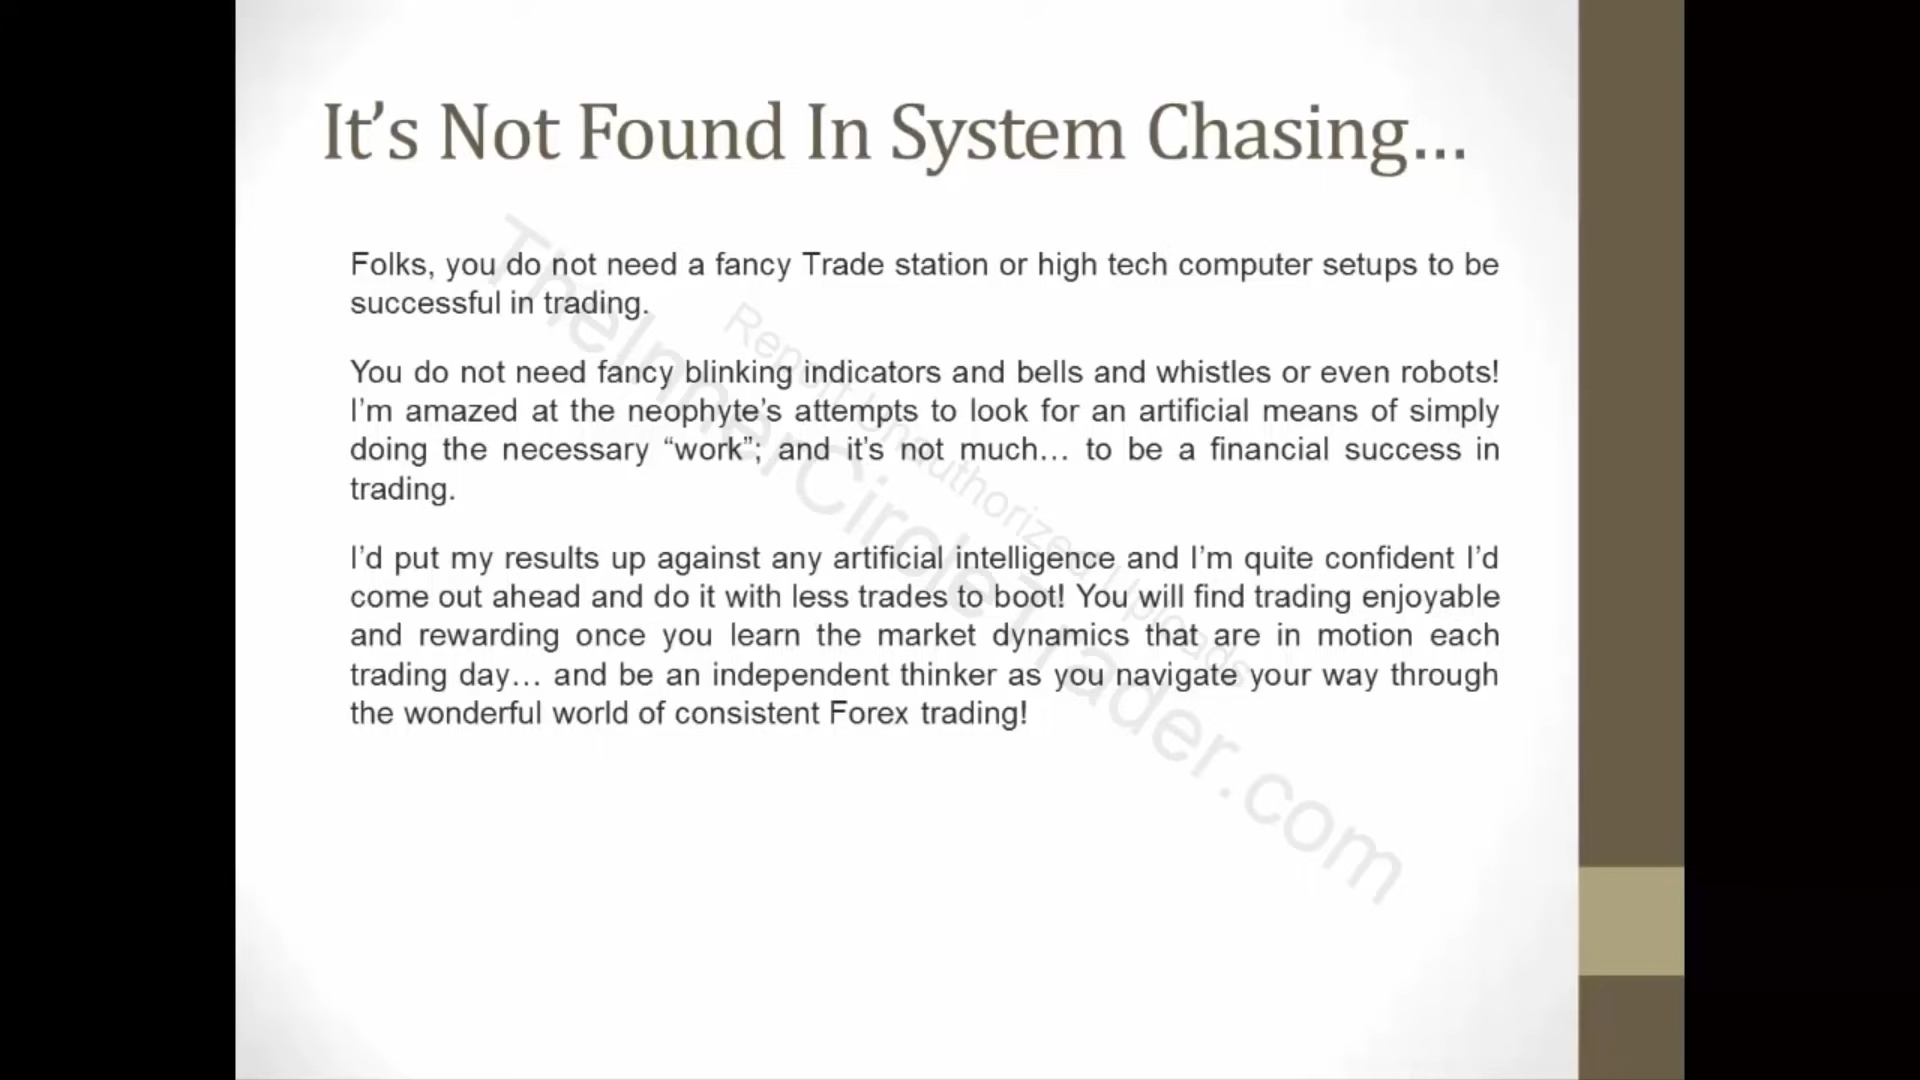 It’s Not Found In System Chasing…
Folks, you do not need a fancy Trade station or high tech computer setups to be
successful in trading.
You do not need fancy blinking indicators and bells and whistles or even robots!
I’m amazed at the neophyte’s attempts to look for an artificial means of simply
doing the necessary “work”; and it’s not much… to be a financial success in
trading.
I’d put my results up against any artificial intelligence and I’m quite confident I’d
come out ahead and do it with less trades to boot! You will find trading enjoyable
and rewarding once you learn the market dynamics that are in motion each
trading day… and be an independent thinker as you navigate your way through
the wonderful world of consistent Forex trading!
TheInnerCircleTrader.com
Report Unauthorized Uploads